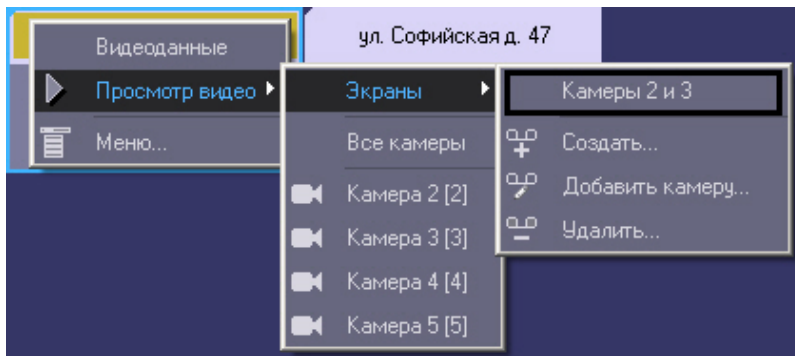 Видеоданные
Просмотр видео
Меню...
ул. Софийская д. 47
Экраны
Все камеры
Камера 2 [2]
Камера 3 [3]
Камера 4 [4]
Камера 5 [5]
Камеры 2 и 3
Создать...
Добавить камеру...
Удалить...